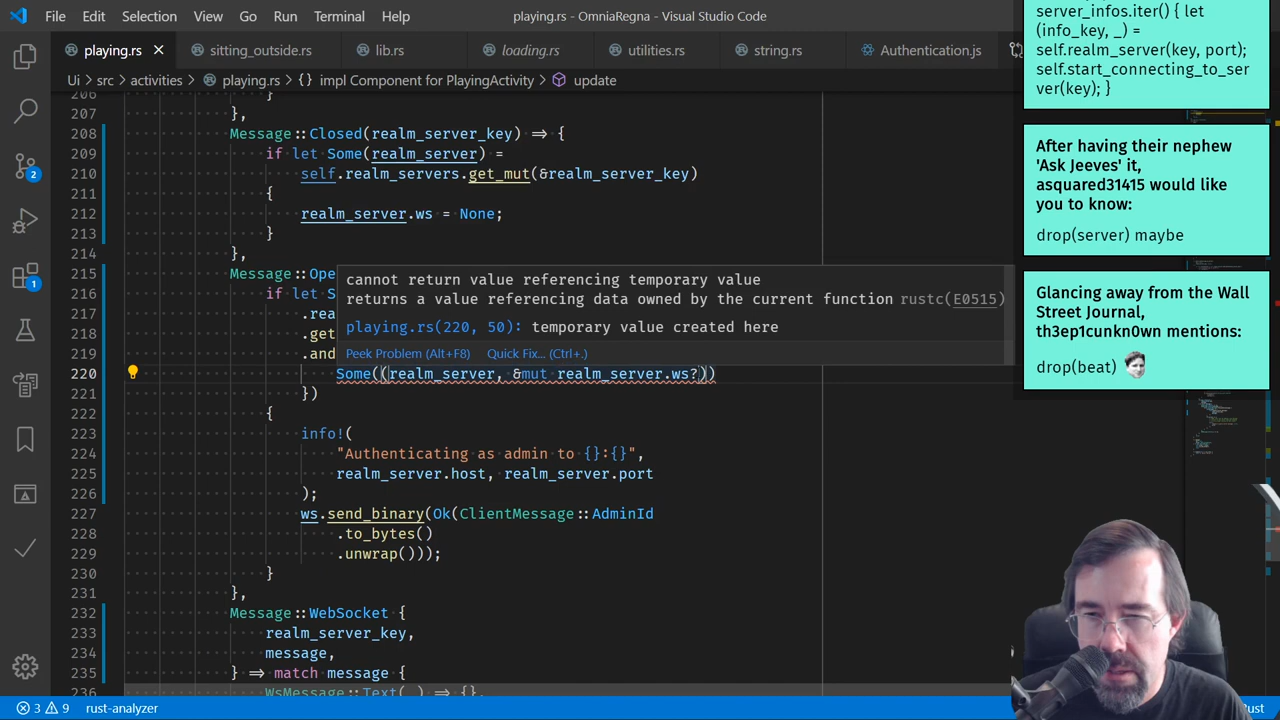 File Edit Selection View Go Run Terminal Help
playing.rs - OmniaRegna - Visual Studio Code
playing.rs
sitting_outside.rs
lib.rs
loading.rs
utilities.rs
string.rs
Authentication.js
Ui > src > activities > playing.rs > {} impl Component for PlayingActivity > update
206 }
207 },
208 Message::Closed(realm_server_key) => {
209 if let Some(realm_server) =
210 self.realm_servers.get_mut(&realm_server_key)
211 {
212 realm_server.ws = None;
213 }
214 },
215 Message::Ope
216 if let S
217 .rea
218 .get
219 .and
220 Some((realm_server, &mut realm_server.ws?))
221 })
222 {
223 info!(
224 "Authenticating as admin to {}:{}",
225 realm_server.host, realm_server.port
226 );
227 ws.send_binary(Ok(ClientMessage::AdminId
228 .to_bytes()
229 .unwrap()));
230 }
231 },
232 Message::WebSocket {
233 realm_server_key,
234 message,
235 } => match message {
236 WsMessage::Text(_) => {},
cannot return value referencing temporary value
returns a value referencing data owned by the current function rustc(E0515)
playing.rs(220, 50): temporary value created here
Peek Problem (Alt+F8) Quick Fix... (Ctrl+.)
server_infos.iter() { let
(info_key, _) =
self.realm_server(key, port);
self.start_connecting_to_ser
ver(key); }
After having their nephew
'Ask Jeeves' it,
asquared31415 would like
you to know:
drop(server) maybe
Glancing away from the Wall
Street Journal,
th3ep1cunkn0wn mentions:
drop(beat)
2
1
3 9 rust-analyzer
Rust